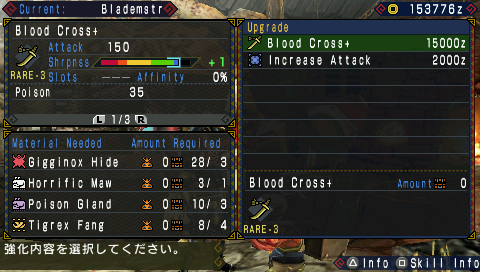 Current: Blademstr
153776z
Blood Cross+
Attack 150
Shrpnss +1
RARE-3 Slots --- Affinity 0%
Poison 35
L 1/3 R
Material Needed Amount Required
Gigginox Hide 0 28/ 3
Horrific Maw 0 3/ 1
Poison Gland 0 10/ 3
Tigrex Fang 0 8/ 4
Upgrade
Blood Cross+ 15000z
Increase Attack 2000z
Blood Cross+ Amount 0
RARE-3
強化内容を選択してください。
Info Skill Info